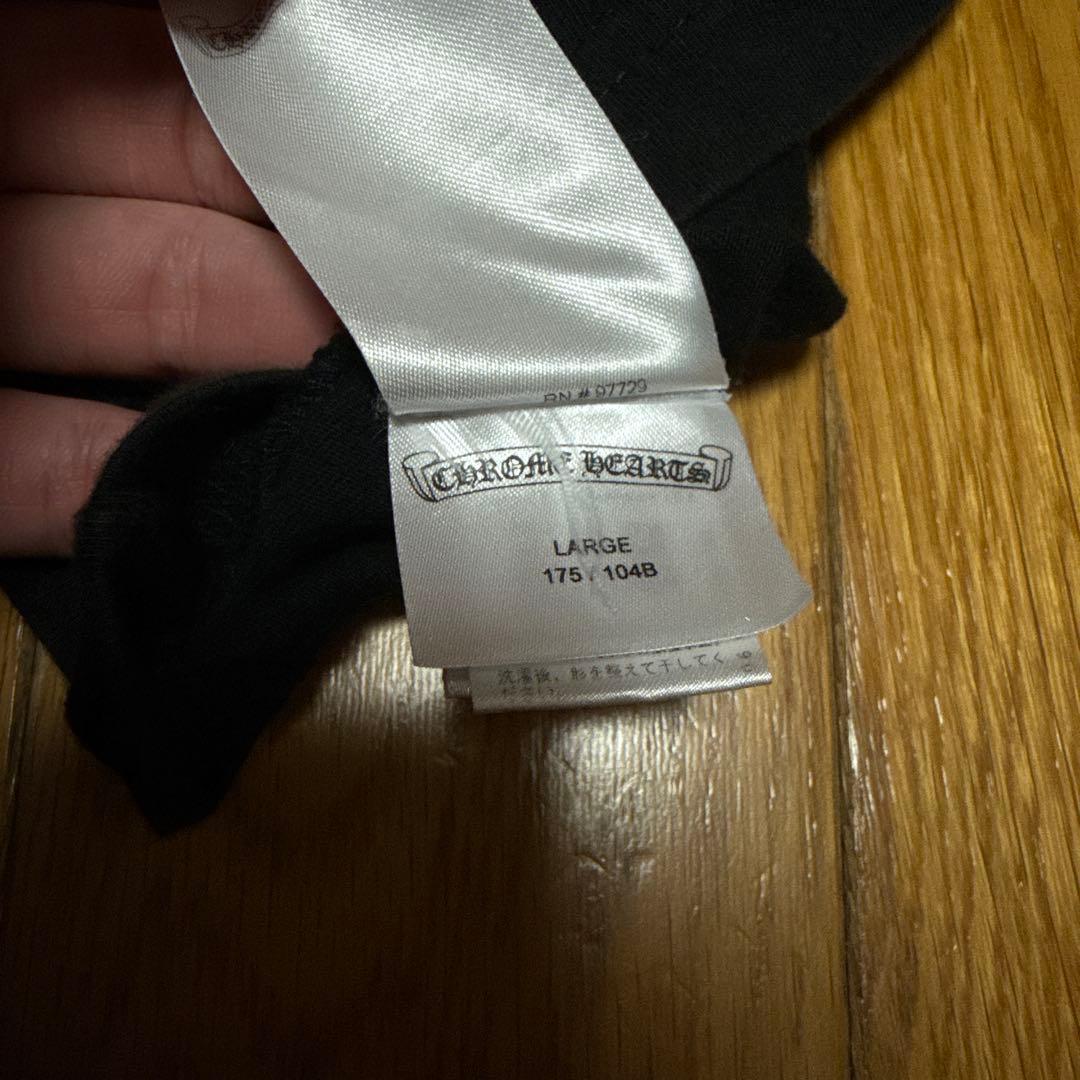 RN # 97729
CHROME HEARTS
LARGE
175 / 104B
洗濯後、形を整えて干してく
ださい